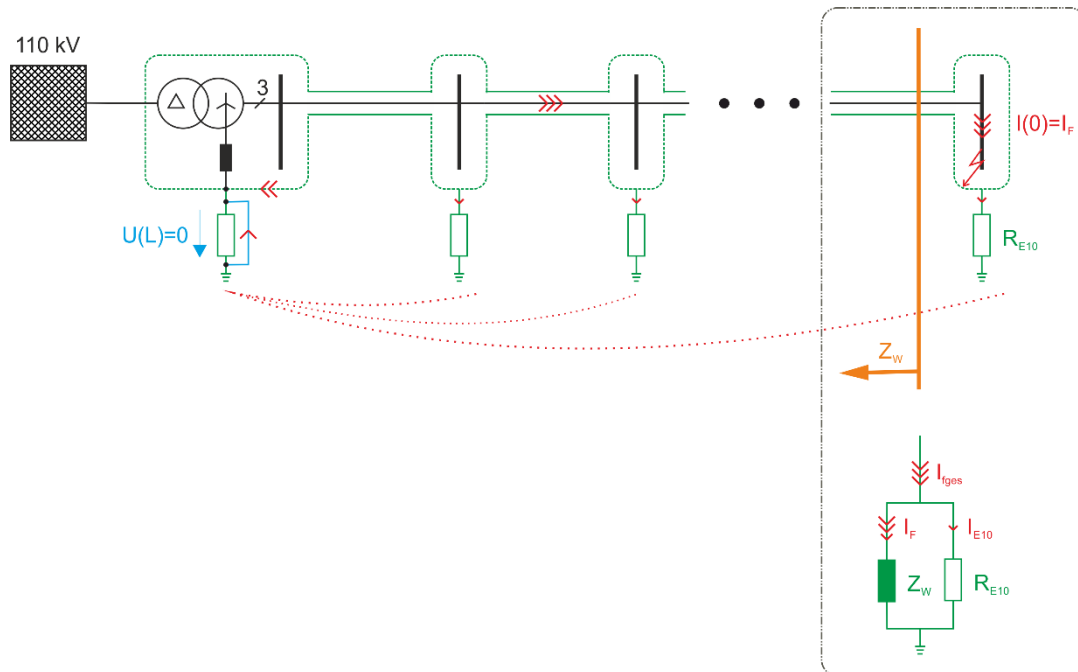 110 kV
3
I(0)=I_F
U(L)=0
R_E10
Z_W
I_fges
I_F
I_E10
Z_W
R_E10